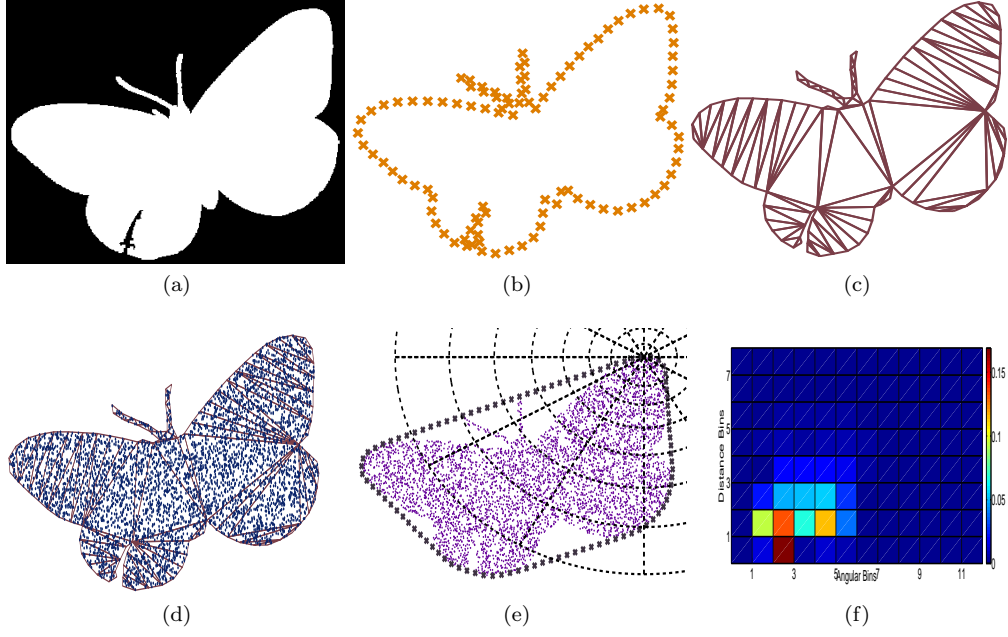 (a)
(b)
(c)
7
5
3
1
Distance Bins
0.15
0.1
0.05
0
1
3
5
7
9
11
Angular Bins
(d)
(e)
(f)